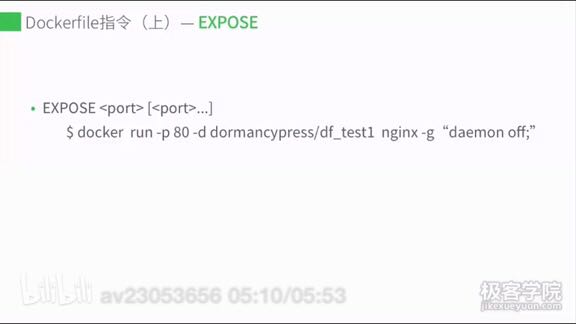 Dockerfile指令（上）— EXPOSE
• EXPOSE <port> [<port>...]
$ docker run -p 80 -d dormancypress/df_test1 nginx -g “daemon off;”
bilibili av23053656 05:10/05:53
极客学院
jikexueyuan.com